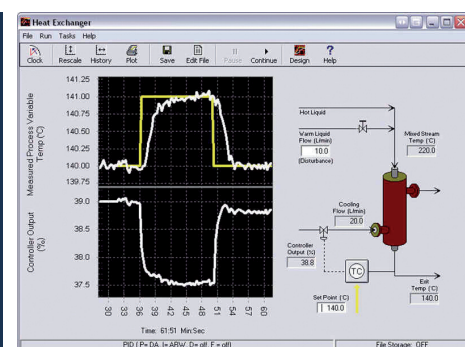 Heat Exchanger
File Run Tasks Help
Clock Rescale History Plot Save Edit File Pause Continue Design Help
Measured Process Variable
Temp (°C)
141.25
141.00
140.75
140.50
140.25
140.00
139.75
Controller Output
(%)
39.0
38.5
38.0
37.5
30 33 36 39 42 45 48 51 54 57 60
Time: 61:51 Min:Sec
Hot Liquid
Warm Liquid
Flow (L/min)
10.0
(Disturbance)
Mixed Stream
Temp (°C)
220.0
Cooling
Flow (L/min)
20.0
Controller
Output (%)
38.8
TC
Set Point (°C)
140.0
Exit
Temp (°C)
140.0
PID ( P= DA, I= ARW, D= off, F = off)
File Storage: OFF